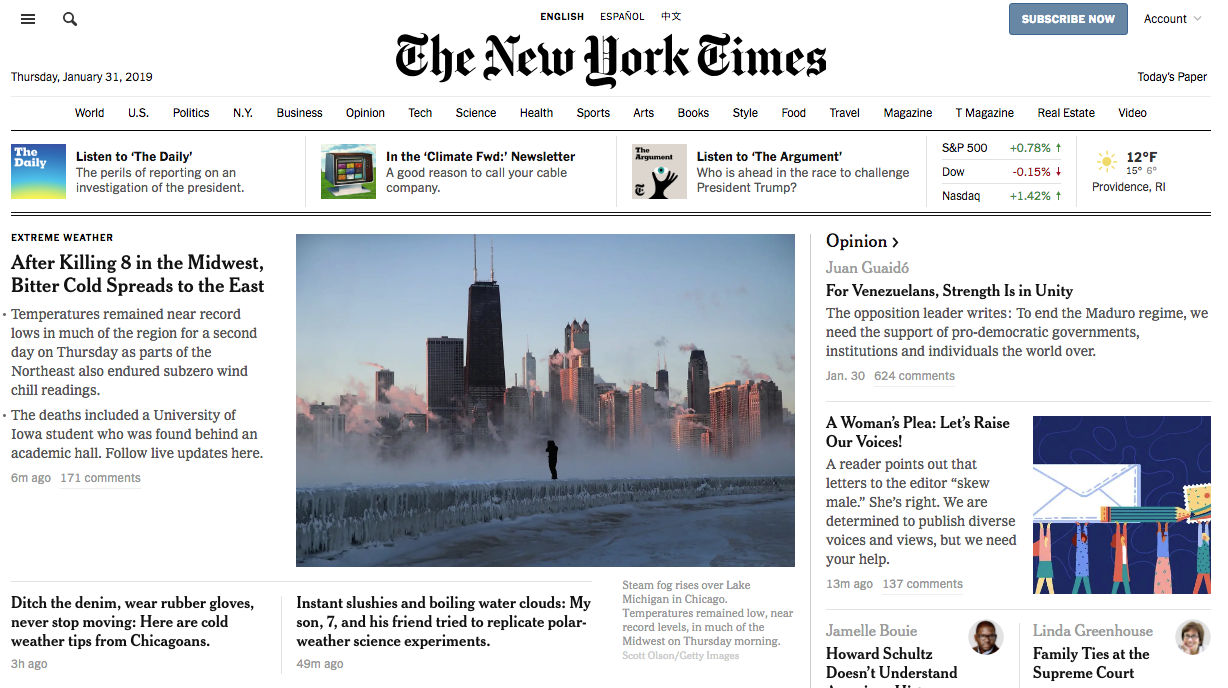 ENGLISH ESPAÑOL 中文
SUBSCRIBE NOW
Account
The New York Times
Thursday, January 31, 2019
Today's Paper
World U.S. Politics N.Y. Business Opinion Tech Science Health Sports Arts Books Style Food Travel Magazine T Magazine Real Estate Video
The
Daily
Listen to ‘The Daily’
The perils of reporting on an
investigation of the president.
In the ‘Climate Fwd:’ Newsletter
A good reason to call your cable
company.
The
Argument
Listen to ‘The Argument’
Who is ahead in the race to challenge
President Trump?
S&P 500 +0.78% ↑
Dow -0.15% ↓
Nasdaq +1.42% ↑
12°F
15° 6°
Providence, RI
EXTREME WEATHER
After Killing 8 in the Midwest,
Bitter Cold Spreads to the East
• Temperatures remained near record
lows in much of the region for a second
day on Thursday as parts of the
Northeast also endured subzero wind
chill readings.
• The deaths included a University of
Iowa student who was found behind an
academic hall. Follow live updates here.
6m ago 171 comments
Ditch the denim, wear rubber gloves,
never stop moving: Here are cold
weather tips from Chicagoans.
3h ago
Instant slushies and boiling water clouds: My
son, 7, and his friend tried to replicate polar-
weather science experiments.
49m ago
Steam fog rises over Lake
Michigan in Chicago.
Temperatures remained low, near
record levels, in much of the
Midwest on Thursday morning.
Scott Olson/Getty Images
Opinion >
Juan Guaidó
For Venezuelans, Strength Is in Unity
The opposition leader writes: To end the Maduro regime, we
need the support of pro-democratic governments,
institutions and individuals the world over.
Jan. 30 624 comments
A Woman’s Plea: Let’s Raise
Our Voices!
A reader points out that
letters to the editor “skew
male.” She’s right. We are
determined to publish diverse
voices and views, but we need
your help.
13m ago 137 comments
Jamelle Bouie
Howard Schultz
Doesn’t Understand
Linda Greenhouse
Family Ties at the
Supreme Court